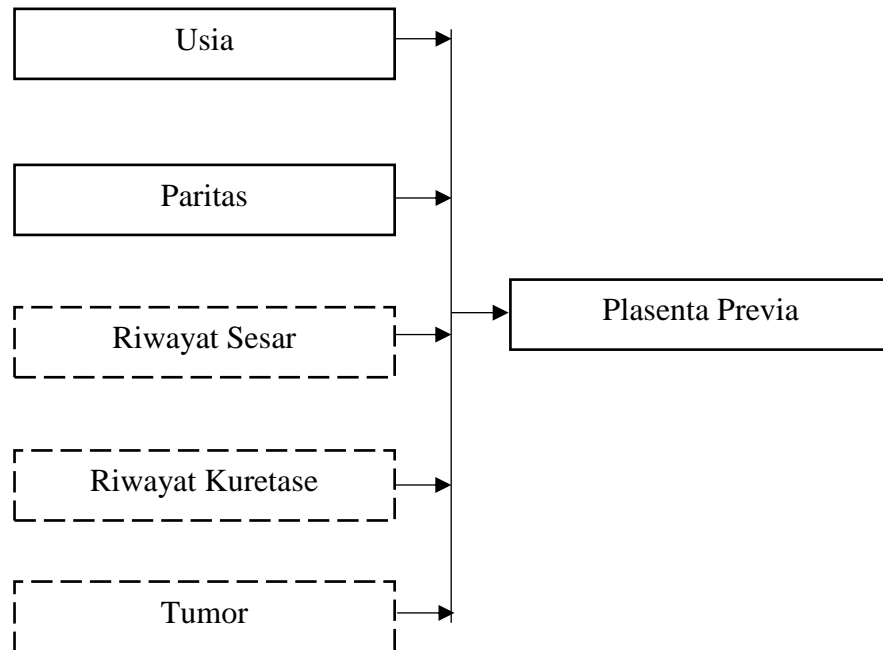 Usia
Paritas
Riwayat Sesar
Plasenta Previa
Riwayat Kuretase
Tumor